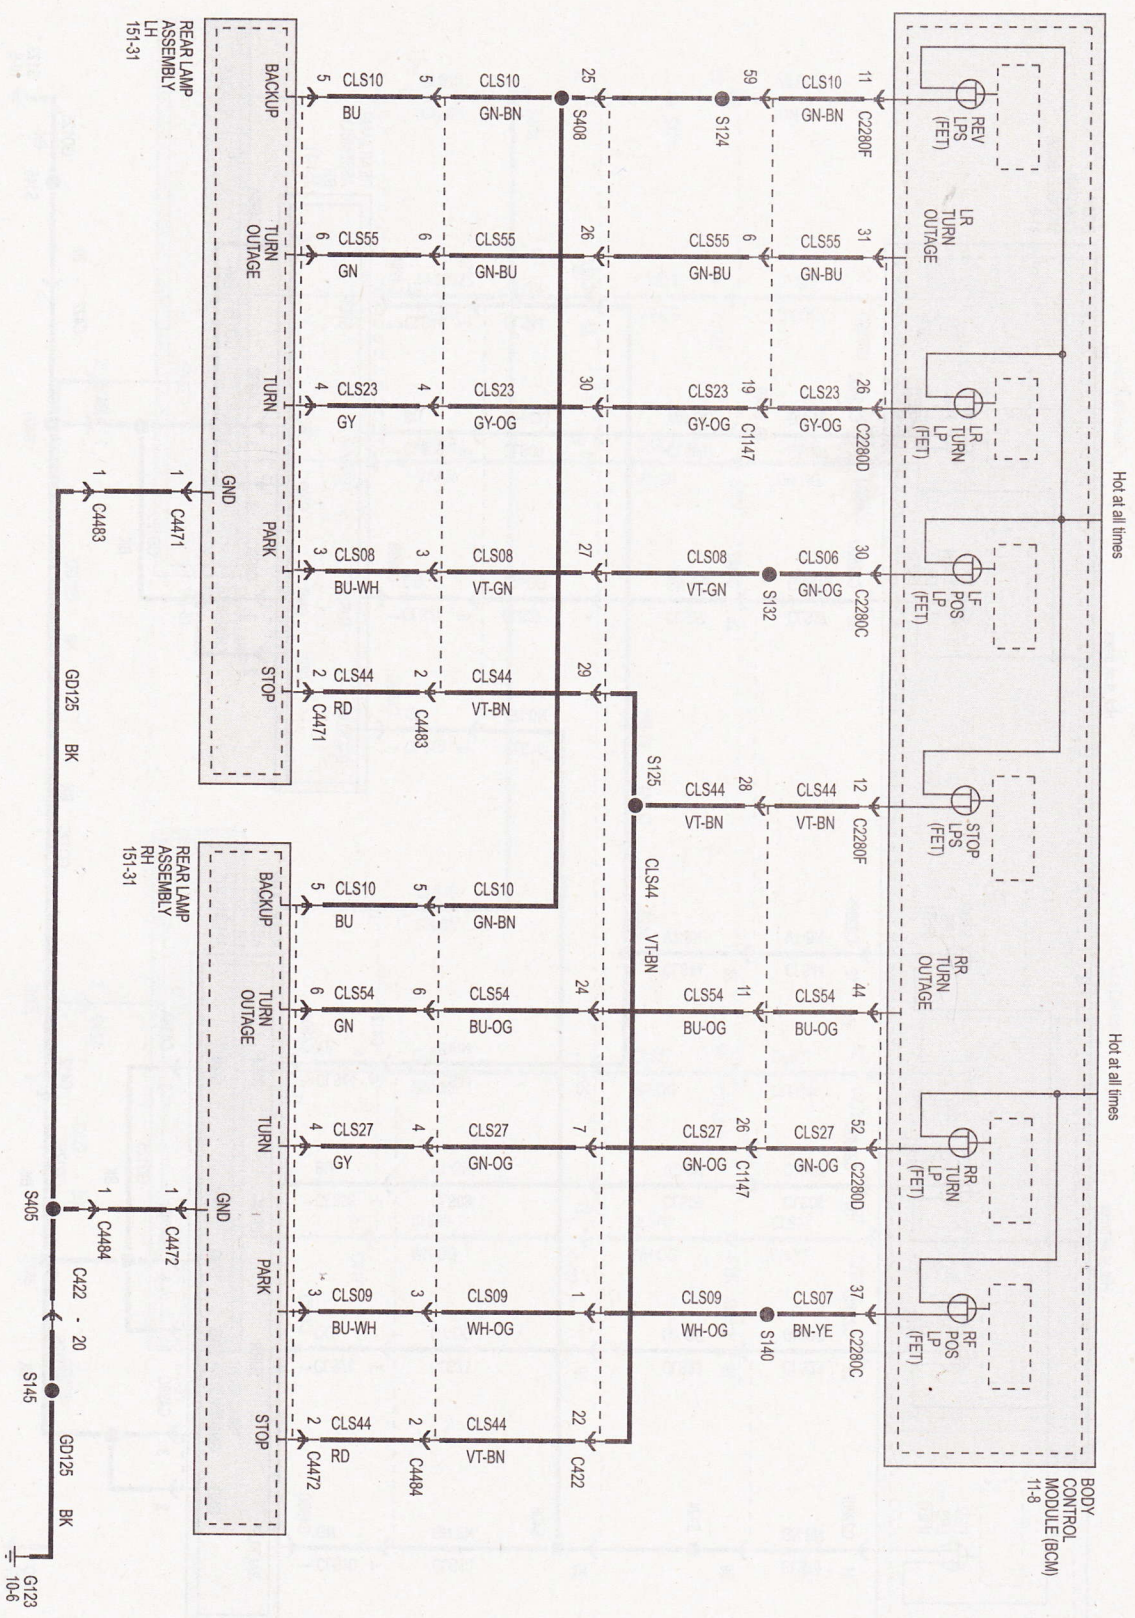 Hot at all times
Hot at all times
BODY
CONTROL
MODULE (BCM)
11-8
REV
LPS
(FET)
LR
TURN
OUTAGE
LR
TURN
LP
(FET)
LF
POS
LP
(FET)
STOP
LPS
(FET)
RR
TURN
OUTAGE
RR
TURN
LP
(FET)
RF
POS
LP
(FET)
11 C2280F
31
26 C2280D
30 C2280C
12 C2280F
44
52 C2280D
37 C2280C
CLS10
GN-BN
CLS55
GN-BU
CLS23
GY-OG
CLS06
GN-OG
CLS44
VT-BN
CLS54
BU-OG
CLS27
GN-OG
CLS07
BN-YE
59
6
19 C1147
S132
28
11
26 C1147
S140
S124
CLS55
GN-BU
CLS23
GY-OG
CLS08
VT-GN
CLS44
VT-BN
CLS54
BU-OG
CLS27
GN-OG
CLS09
WH-OG
S125
CLS44 VT-BN
25
S408
26
30
27
29
24
7
1
22 C422
CLS10
GN-BN
CLS55
GN-BU
CLS23
GY-OG
CLS08
VT-GN
CLS44
VT-BN
CLS10
GN-BN
CLS54
BU-OG
CLS27
GN-OG
CLS09
WH-OG
CLS44
VT-BN
5
6
4
3
2 C4483
5
6
4
3
2 C4484
CLS10
BU
CLS55
GN
CLS23
GY
CLS08
BU-WH
CLS44
RD
CLS10
BU
CLS54
GN
CLS27
GY
CLS09
BU-WH
CLS44
RD
5
6
4
3
2 C4471
5
6
4
3
2 C4472
BACKUP
TURN
OUTAGE
TURN
PARK
STOP
BACKUP
TURN
OUTAGE
TURN
PARK
STOP
GND
GND
REAR LAMP
ASSEMBLY
LH
151-31
REAR LAMP
ASSEMBLY
RH
151-31
1 C4471
1 C4483
1 C4472
1 C4484
GD125 BK
S405
C422 - 20
S145
GD125 BK
G123
10-6